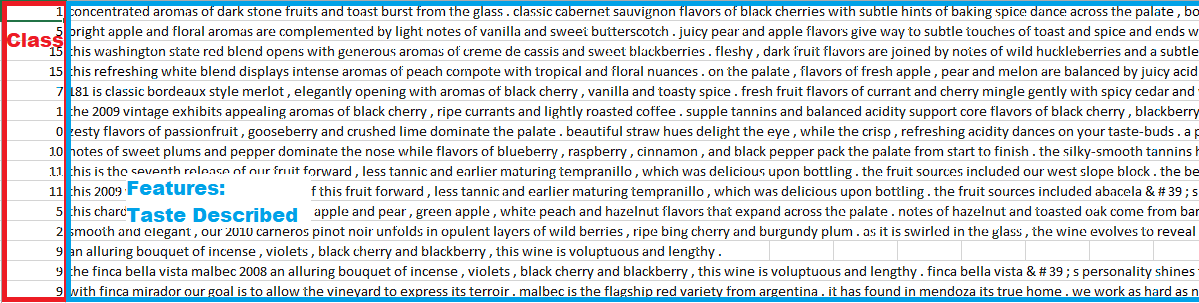 1 concentrated aromas of dark stone fruits and toast burst from the glass . classic cabernet sauvignon flavors of black cherries with subtle hints of baking spice dance across the palate , bo
5 bright apple and floral aromas are complemented by light notes of vanilla and sweet butterscotch . juicy pear and apple flavors give way to subtle touches of toast and spice and ends w
Class
15 this washington state red blend opens with generous aromas of creme de cassis and sweet blackberries . fleshy , dark fruit flavors are joined by notes of wild huckleberries and a subtle
15 this refreshing white blend displays intense aromas of peach compote with tropical and floral nuances . on the palate , flavors of fresh apple , pear and melon are balanced by juicy acid
7 181 is classic bordeaux style merlot , elegantly opening with aromas of black cherry , vanilla and toasty spice . fresh fruit flavors of currant and cherry mingle gently with spicy cedar and
1 the 2009 vintage exhibits appealing aromas of black cherry , ripe currants and lightly roasted coffee . supple tannins and balanced acidity support core flavors of black cherry , blackberry
0 zesty flavors of passionfruit , gooseberry and crushed lime dominate the palate . beautiful straw hues delight the eye , while the crisp , refreshing acidity dances on your taste-buds . a p
10 notes of sweet plums and pepper dominate the nose while flavors of blueberry , raspberry , cinnamon , and black pepper pack the palate from start to finish . the silky-smooth tannins h
11 this is the seventh release of our fruit forward , less tannic and earlier maturing tempranillo , which was delicious upon bottling . the fruit sources included our west slope block . the be
11 this 2009 f this fruit forward , less tannic and earlier maturing tempranillo , which was delicious upon bottling . the fruit sources included abacela & # 39 ; s
Features:
Taste Described
5 this chard apple and pear , green apple , white peach and hazelnut flavors that expand across the palate . notes of hazelnut and toasted oak come from bar
2 smooth and elegant , our 2010 carneros pinot noir unfolds in opulent layers of wild berries , ripe bing cherry and burgundy plum . as it is swirled in the glass , the wine evolves to reveal
9 an alluring bouquet of incense , violets , black cherry and blackberry , this wine is voluptuous and lengthy .
9 the finca bella vista malbec 2008 an alluring bouquet of incense , violets , black cherry and blackberry , this wine is voluptuous and lengthy . finca bella vista & # 39 ; s personality shines
9 with finca mirador our goal is to allow the vineyard to express its terroir . malbec is the flagship red variety from argentina . it has found in mendoza its true home . we work as hard as n